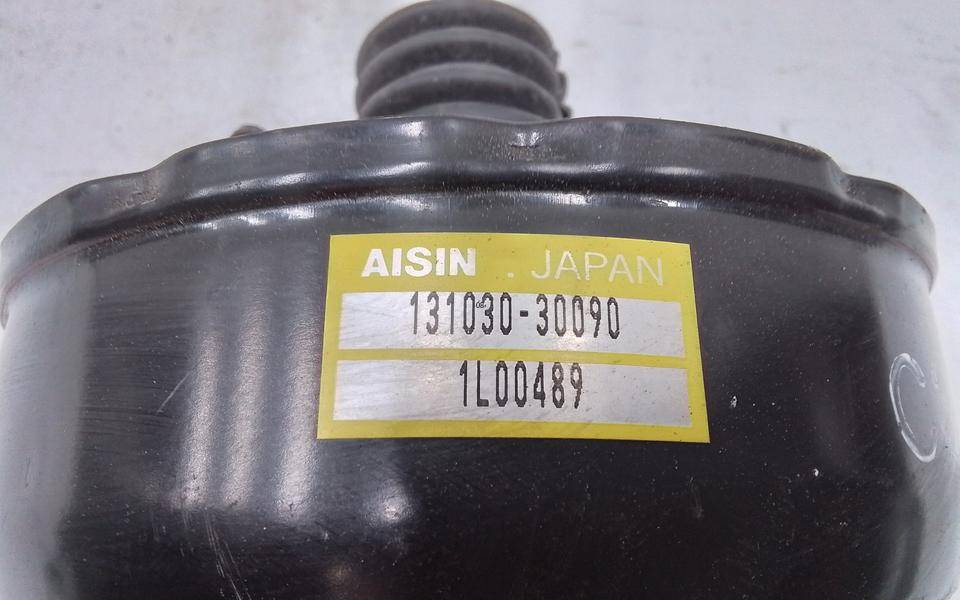 AISIN . JAPAN
131030-30090
1L00489
C